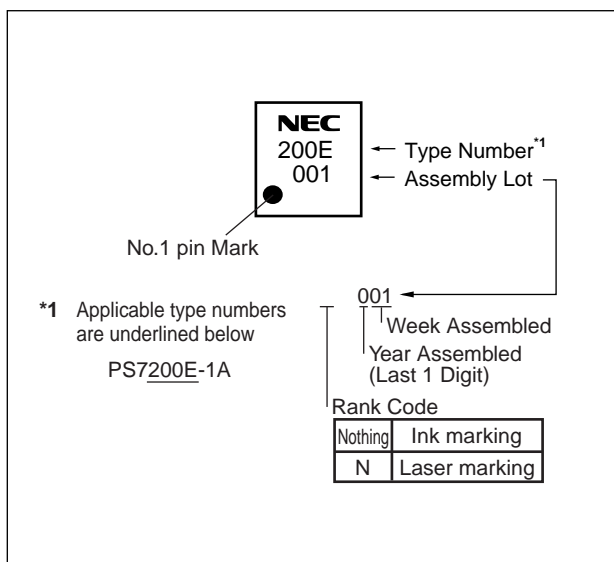 NEC
200E
001
Type Number*1
Assembly Lot
No.1 pin Mark
*1 Applicable type numbers
are underlined below
PS7200E-1A
001
Week Assembled
Year Assembled
(Last 1 Digit)
Rank Code
Nothing Ink marking
N Laser marking